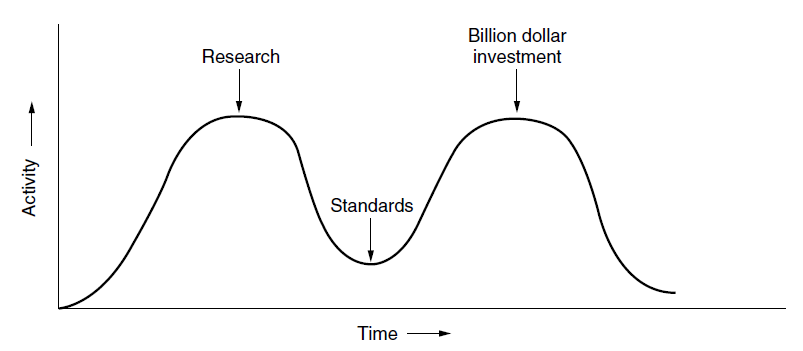 Billion dollar
investment
Research
Standards
Activity
Time